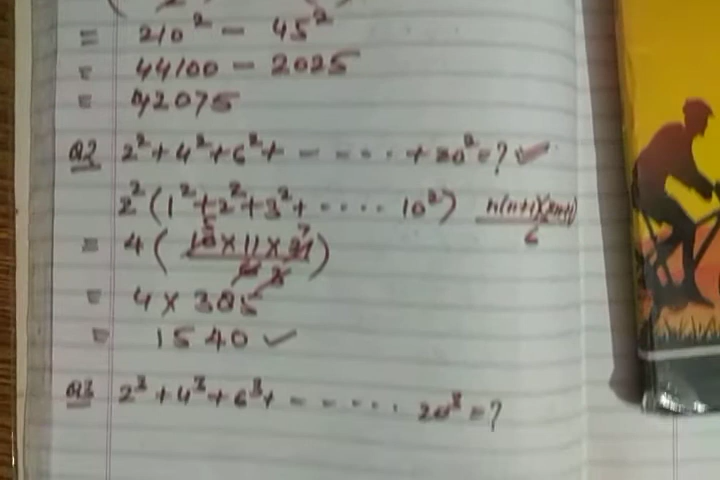 = 210² - 45²
= 44100 - 2025
= 42075
Q2 2² + 4² + 6² + - - - - · · · + 20² = ? ✓
2² (1² + 2² + 3² + · · · · 10²) n(n+1)(2n+1)/6
= 4 ( 10 × 11 × 21 / 6 )
= 4 × 385
= 1540 ✓
Q3 2³ + 4³ + 6³ + - - - · · · · 20³ = ?